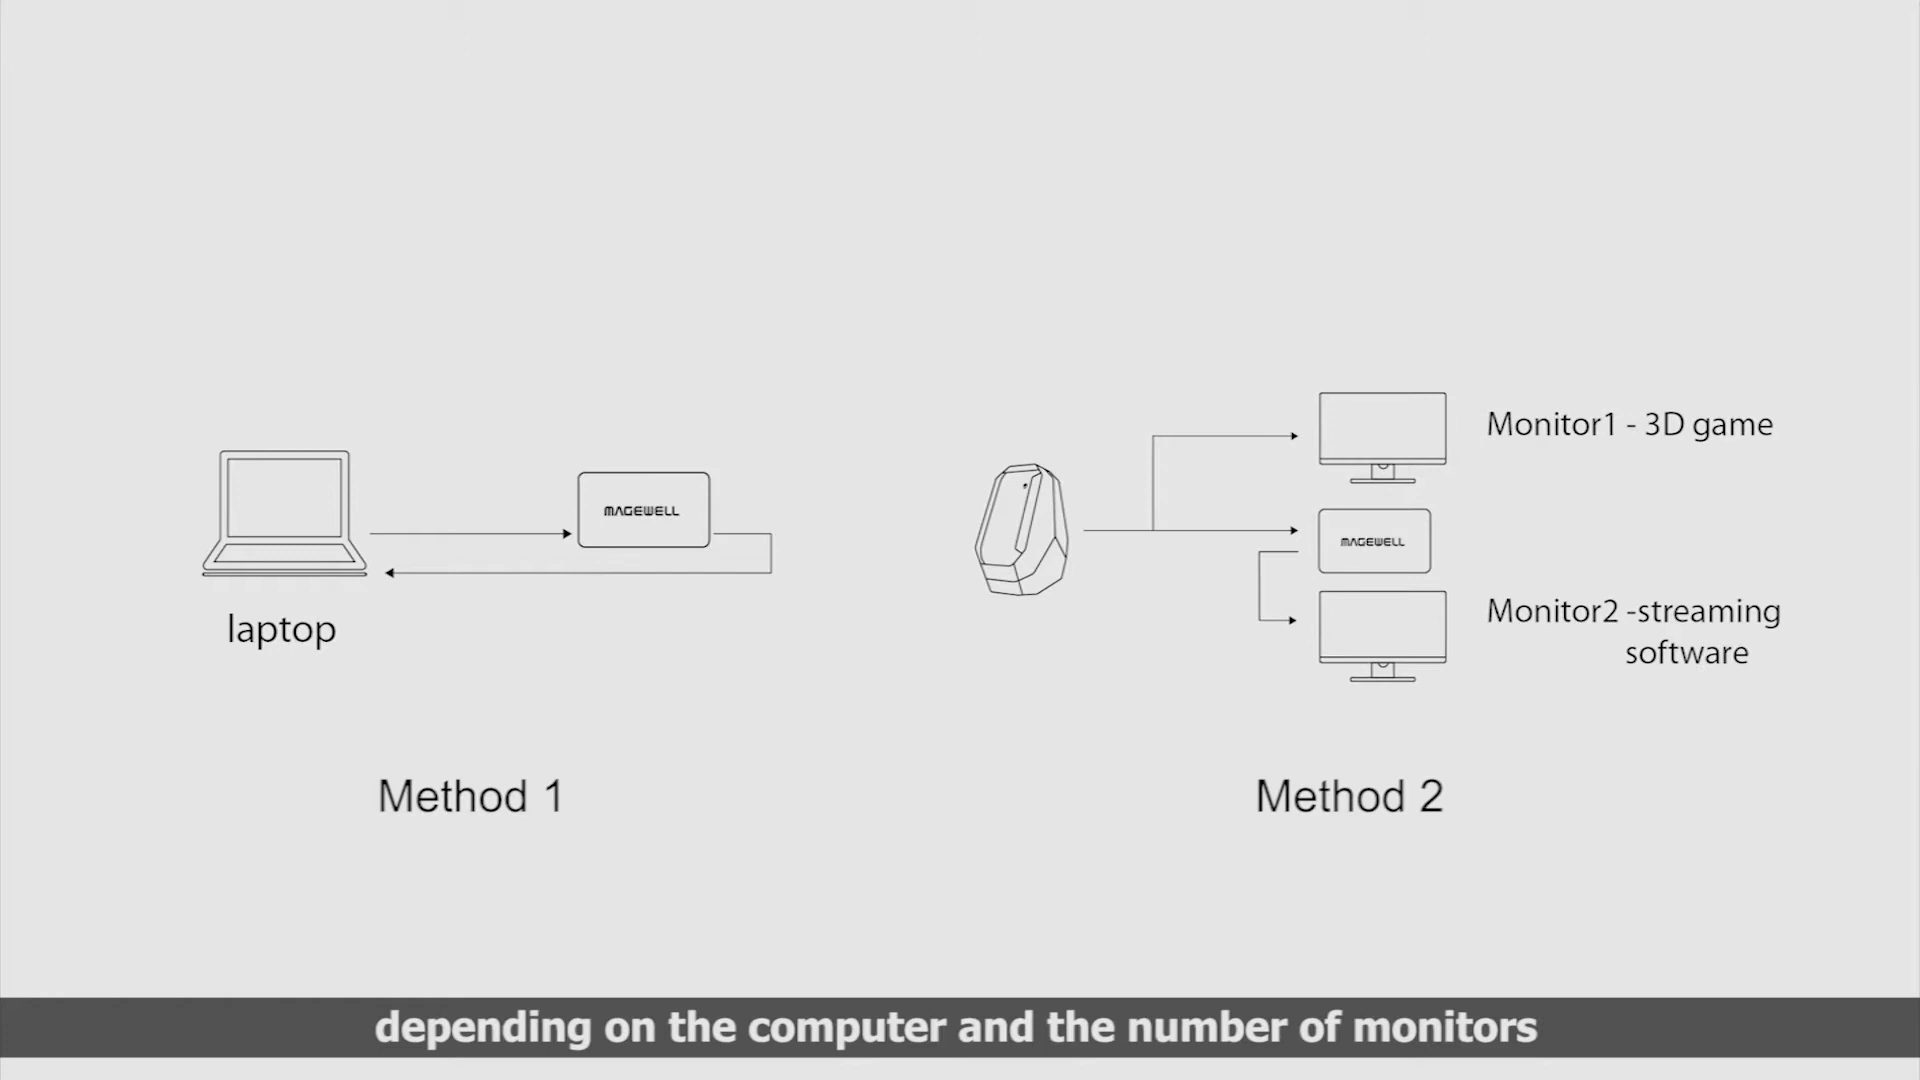 MAGEWELL
laptop
Method 1
Monitor1 - 3D game
MAGEWELL
Monitor2 -streaming
software
Method 2
depending on the computer and the number of monitors